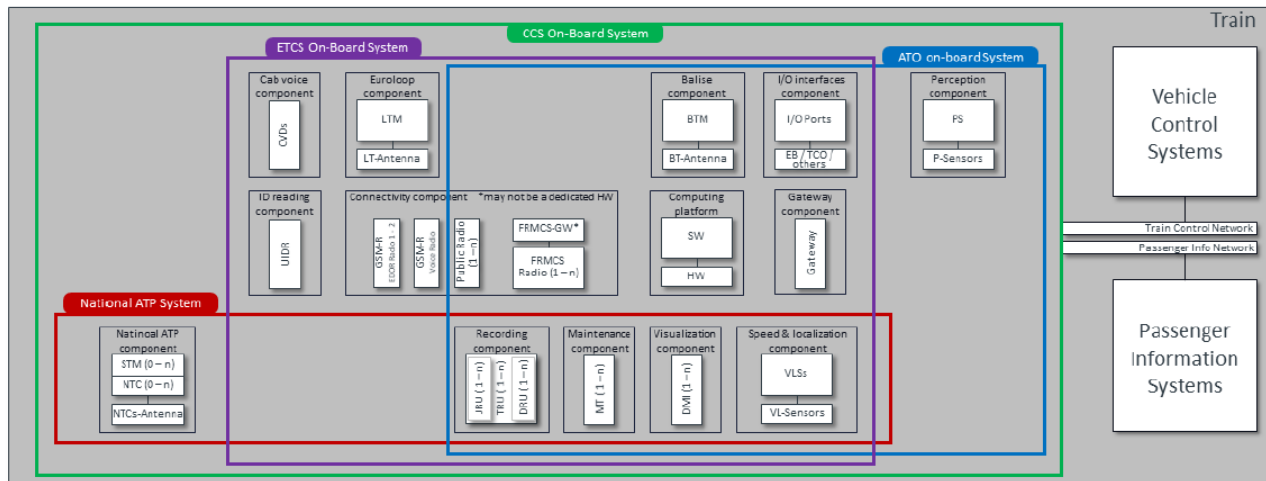 Train
CCS On-Board System
ETCS On-Board System
ATO on-board System
Cab voice
component
CVDs
Euroloop
component
LTM
LT-Antenna
Balise
component
BTM
BT-Antenna
I/O interfaces
component
I/O Ports
EB / TCO /
others
Perception
component
PS
P-Sensors
Vehicle
Control
Systems
ID reading
component
UIDR
Connectivity component *may not be a dedicated HW
GSM-R
EDOR Radio 1 - 2
GSM-R
Voice Radio
Public Radio
(1-n)
FRMCS-GW*
FRMCS
Radio (1-n)
Computing
platform
SW
HW
Gateway
component
Gateway
Train Control Network
Passenger Info Network
National ATP System
Natinoal ATP
component
STM (0-n)
NTC (0-n)
NTCs-Antenna
Recording
component
JRU (1-n)
TRU (1-n)
DRU (1-n)
Maintenance
component
MT (1-n)
Visualization
component
DMI (1-n)
Speed & localization
component
VLSs
VL-Sensors
Passenger
Information
Systems